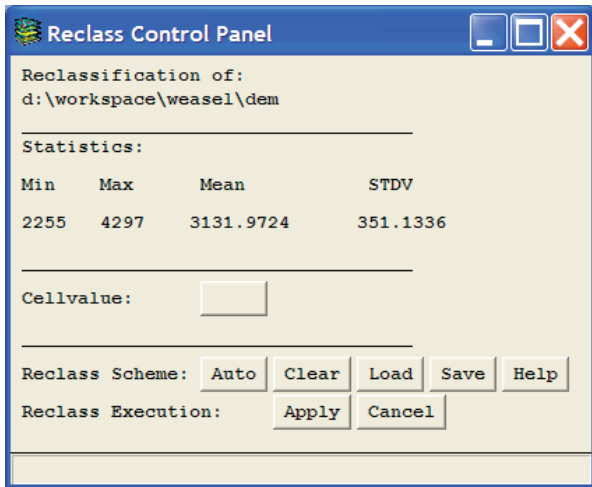 Reclass Control Panel
Reclassification of:
d:\workspace\weasel\dem
Statistics:
Min Max Mean STDV
2255 4297 3131.9724 351.1336
Cellvalue:
Reclass Scheme: Auto Clear Load Save Help
Reclass Execution: Apply Cancel